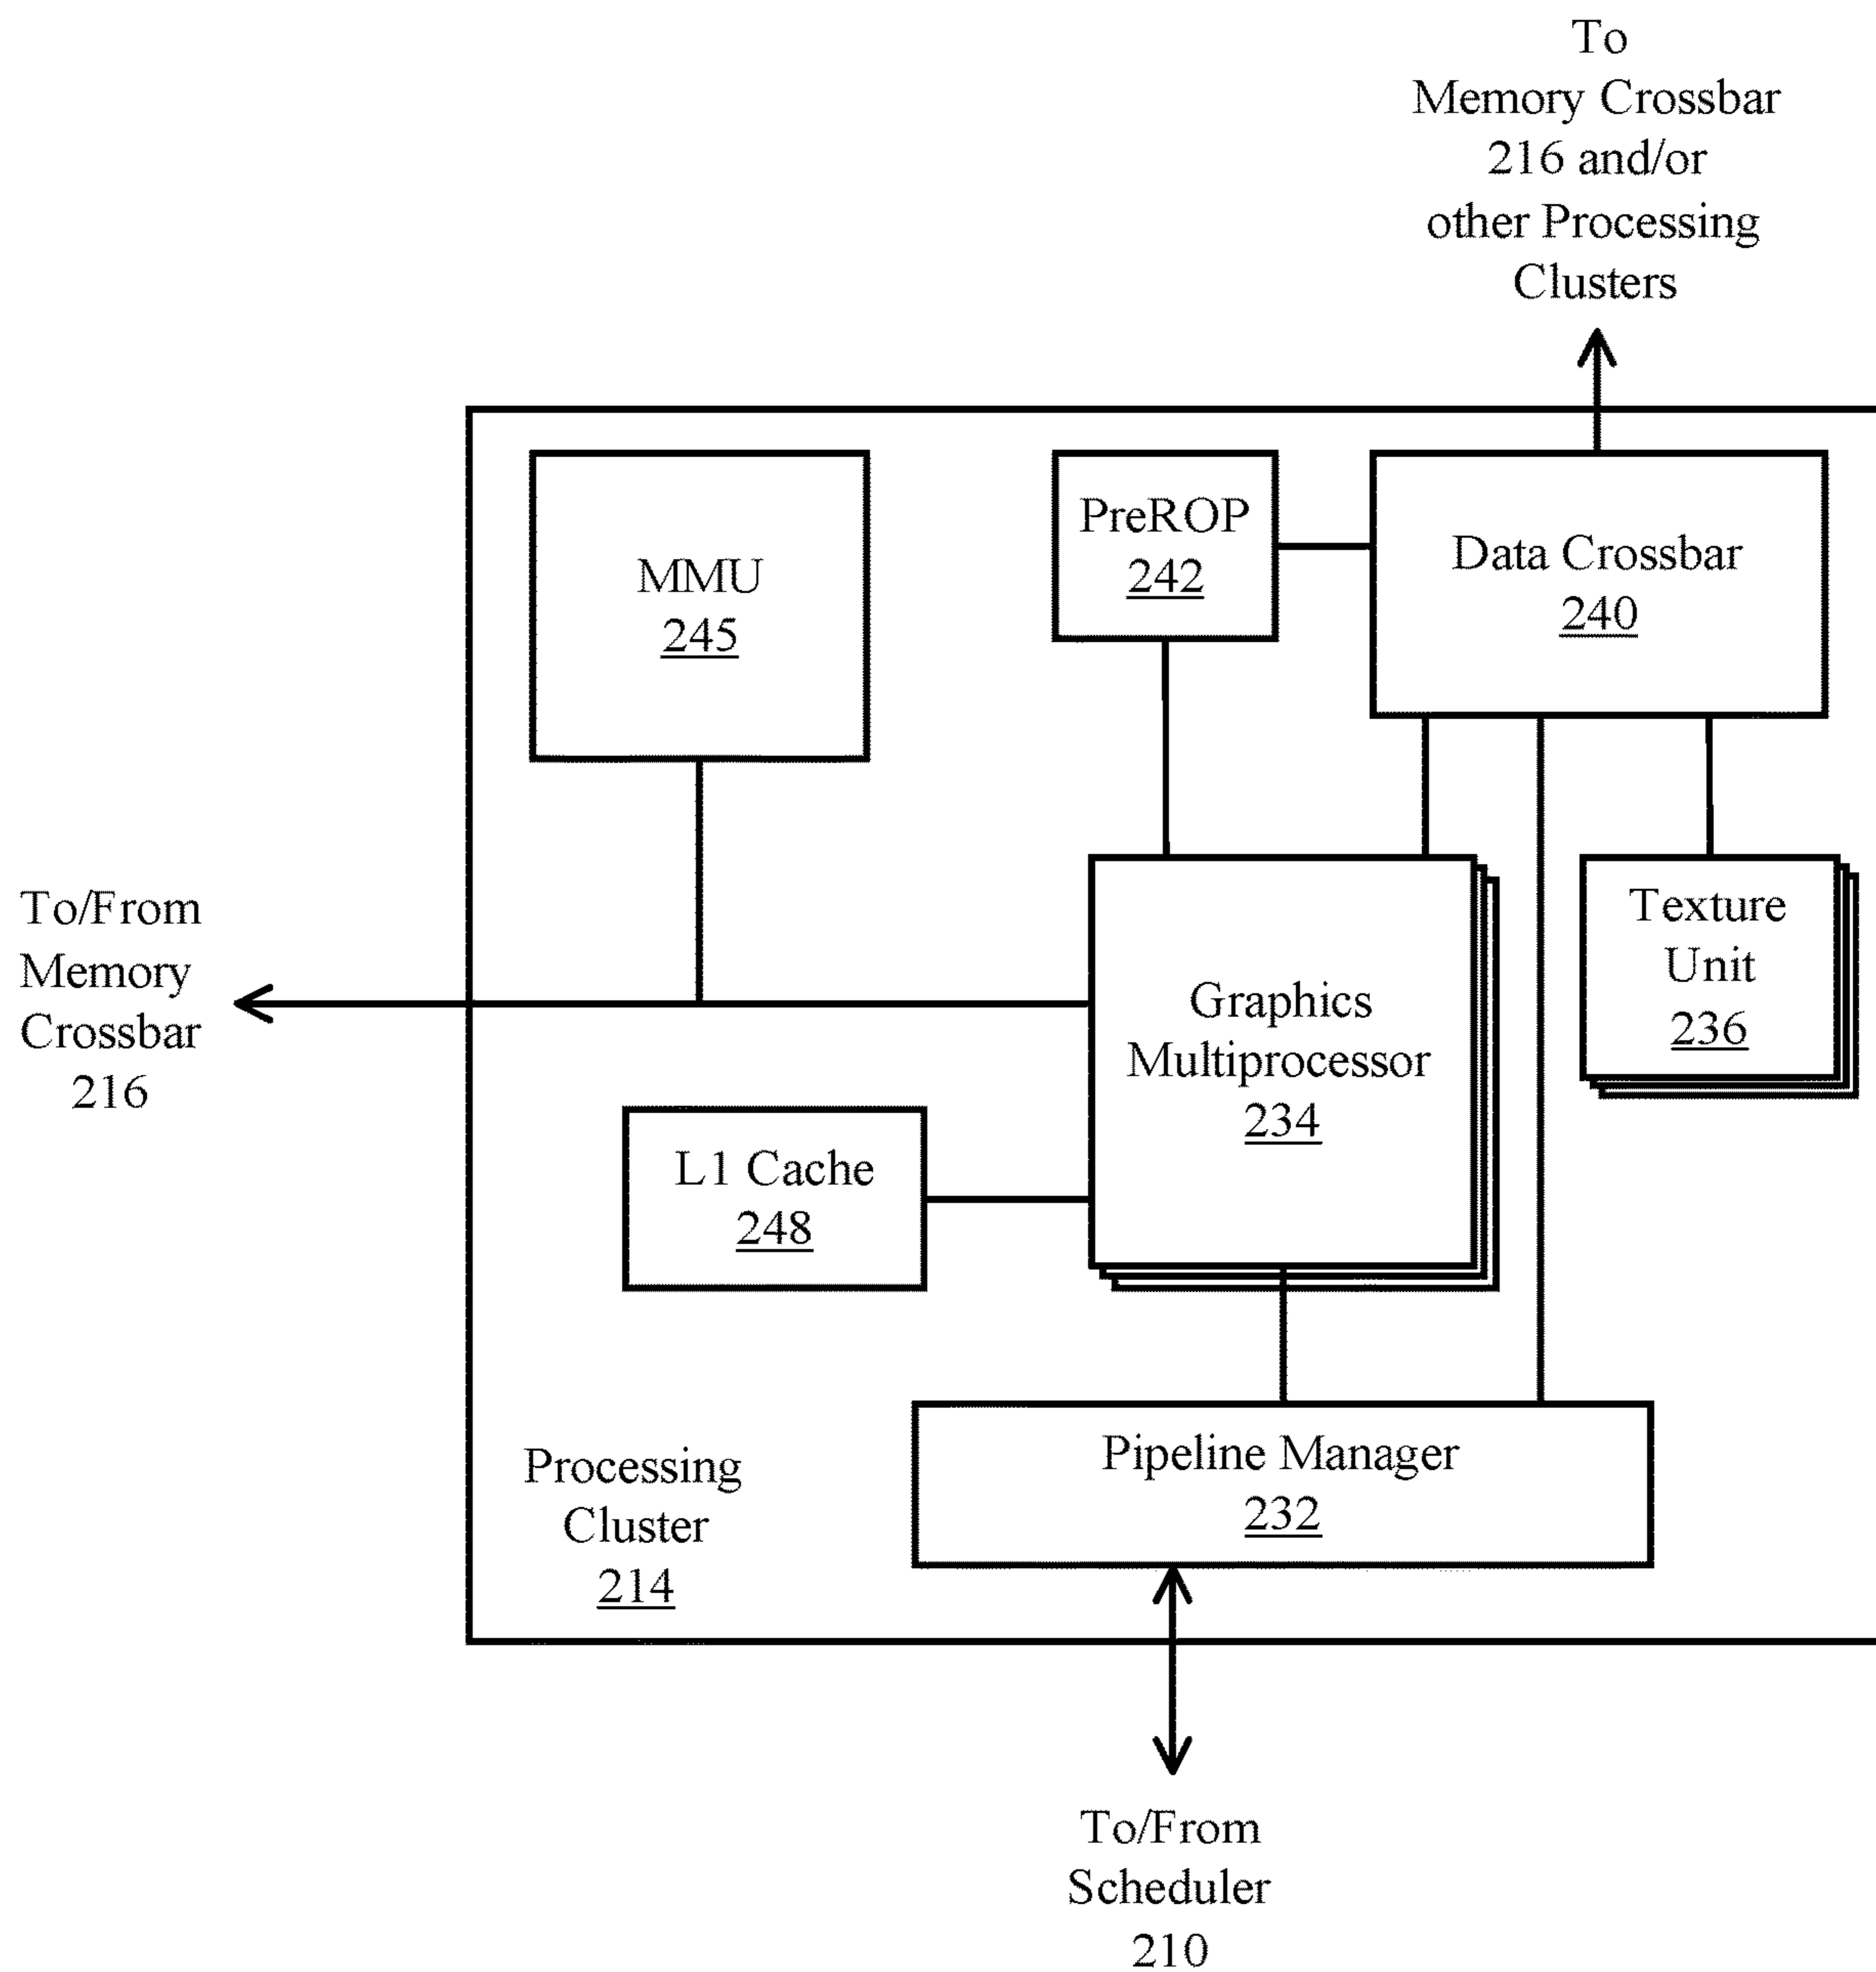 To
Memory Crossbar
216 and/or
other Processing
Clusters
MMU
245
PreROP
242
Data Crossbar
240
To/From
Memory
Crossbar
216
Graphics
Multiprocessor
234
Texture
Unit
236
L1 Cache
248
Pipeline Manager
232
Processing
Cluster
214
To/From
Scheduler
210